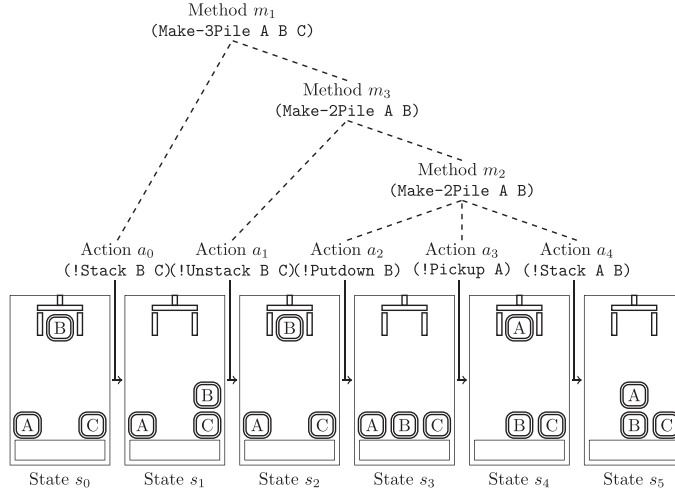 Method m₁
(Make-3Pile A B C)
Method m₃
(Make-2Pile A B)
Method m₂
(Make-2Pile A B)
Action a₀ Action a₁ Action a₂ Action a₃ Action a₄
(!Stack B C)(!Unstack B C)(!Putdown B) (!Pickup A) (!Stack A B)
B B A
B A
A C A C A C A B C B C B C
State s₀ State s₁ State s₂ State s₃ State s₄ State s₅